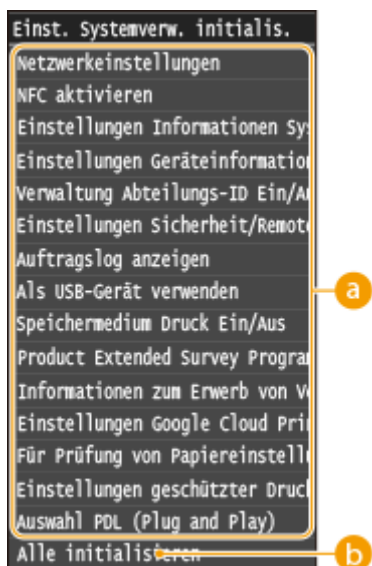 Einst. Systemverw. initialis.
Netzwerkeinstellungen
NFC aktivieren
Einstellungen Informationen Sy
Einstellungen Geräteinformation
Verwaltung Abteilungs-ID Ein/A
Einstellungen Sicherheit/Remote
Auftragslog anzeigen
a
Als USB-Gerät verwenden
Speichermedium Druck Ein/Aus
Product Extended Survey Progra
Informationen zum Erwerb von V
Einstellungen Google Cloud Pri
Für Prüfung von Papiereinstell
Einstellungen geschützter Druc
Auswahl PDL (Plug and Play)
Alle initialisieren
b